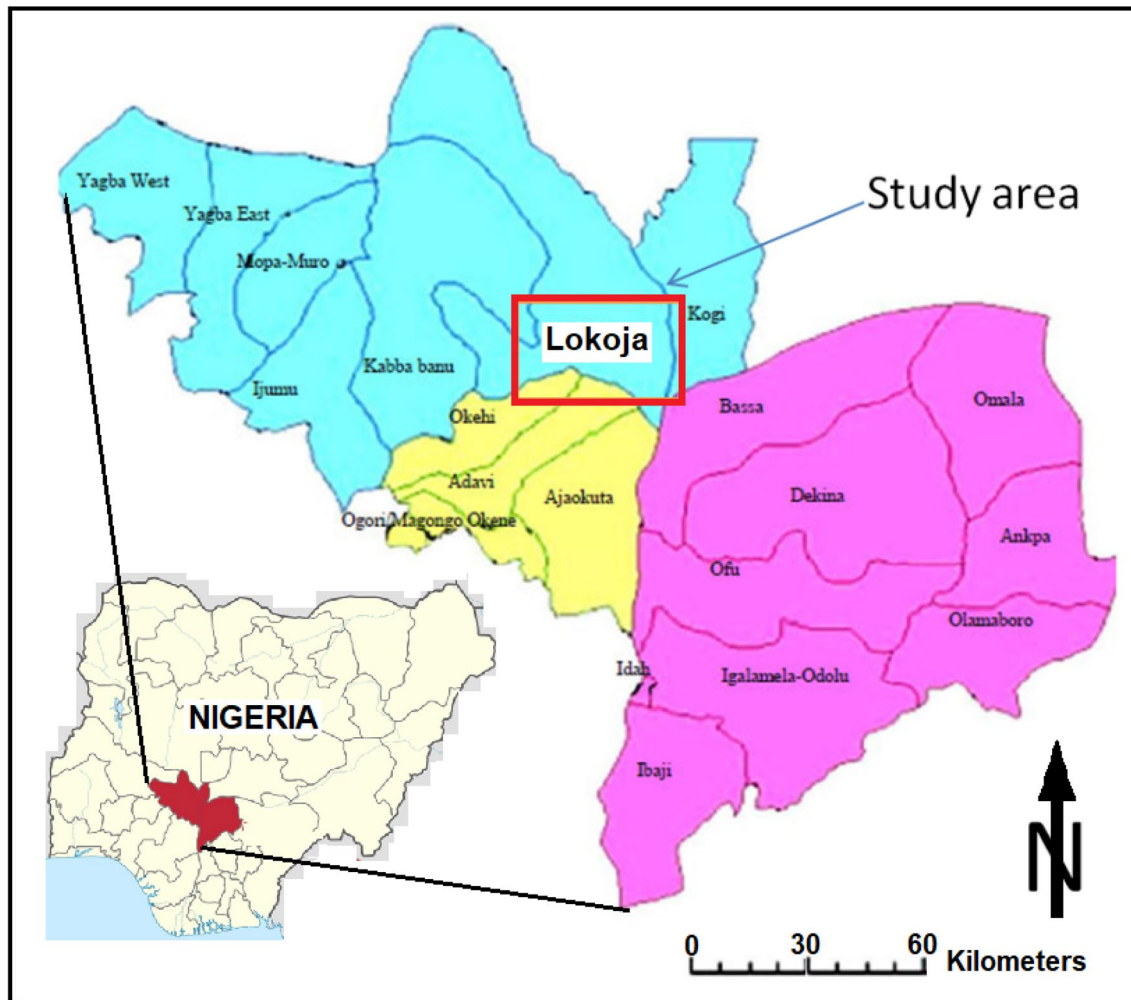 Yagba West
Yagba East
Study area
Mopa-Muro
Kogi
Lokoja
Kabba banu
Ijumu
Bassa
Omala
Okehi
Adavi
Ajaokuta
Dekina
Ogori/Magongo Okene
Ankpa
Ofu
Olamaboro
Idah
Igalamela-Odolu
NIGERIA
Ibaji
N
0 30 60 Kilometers